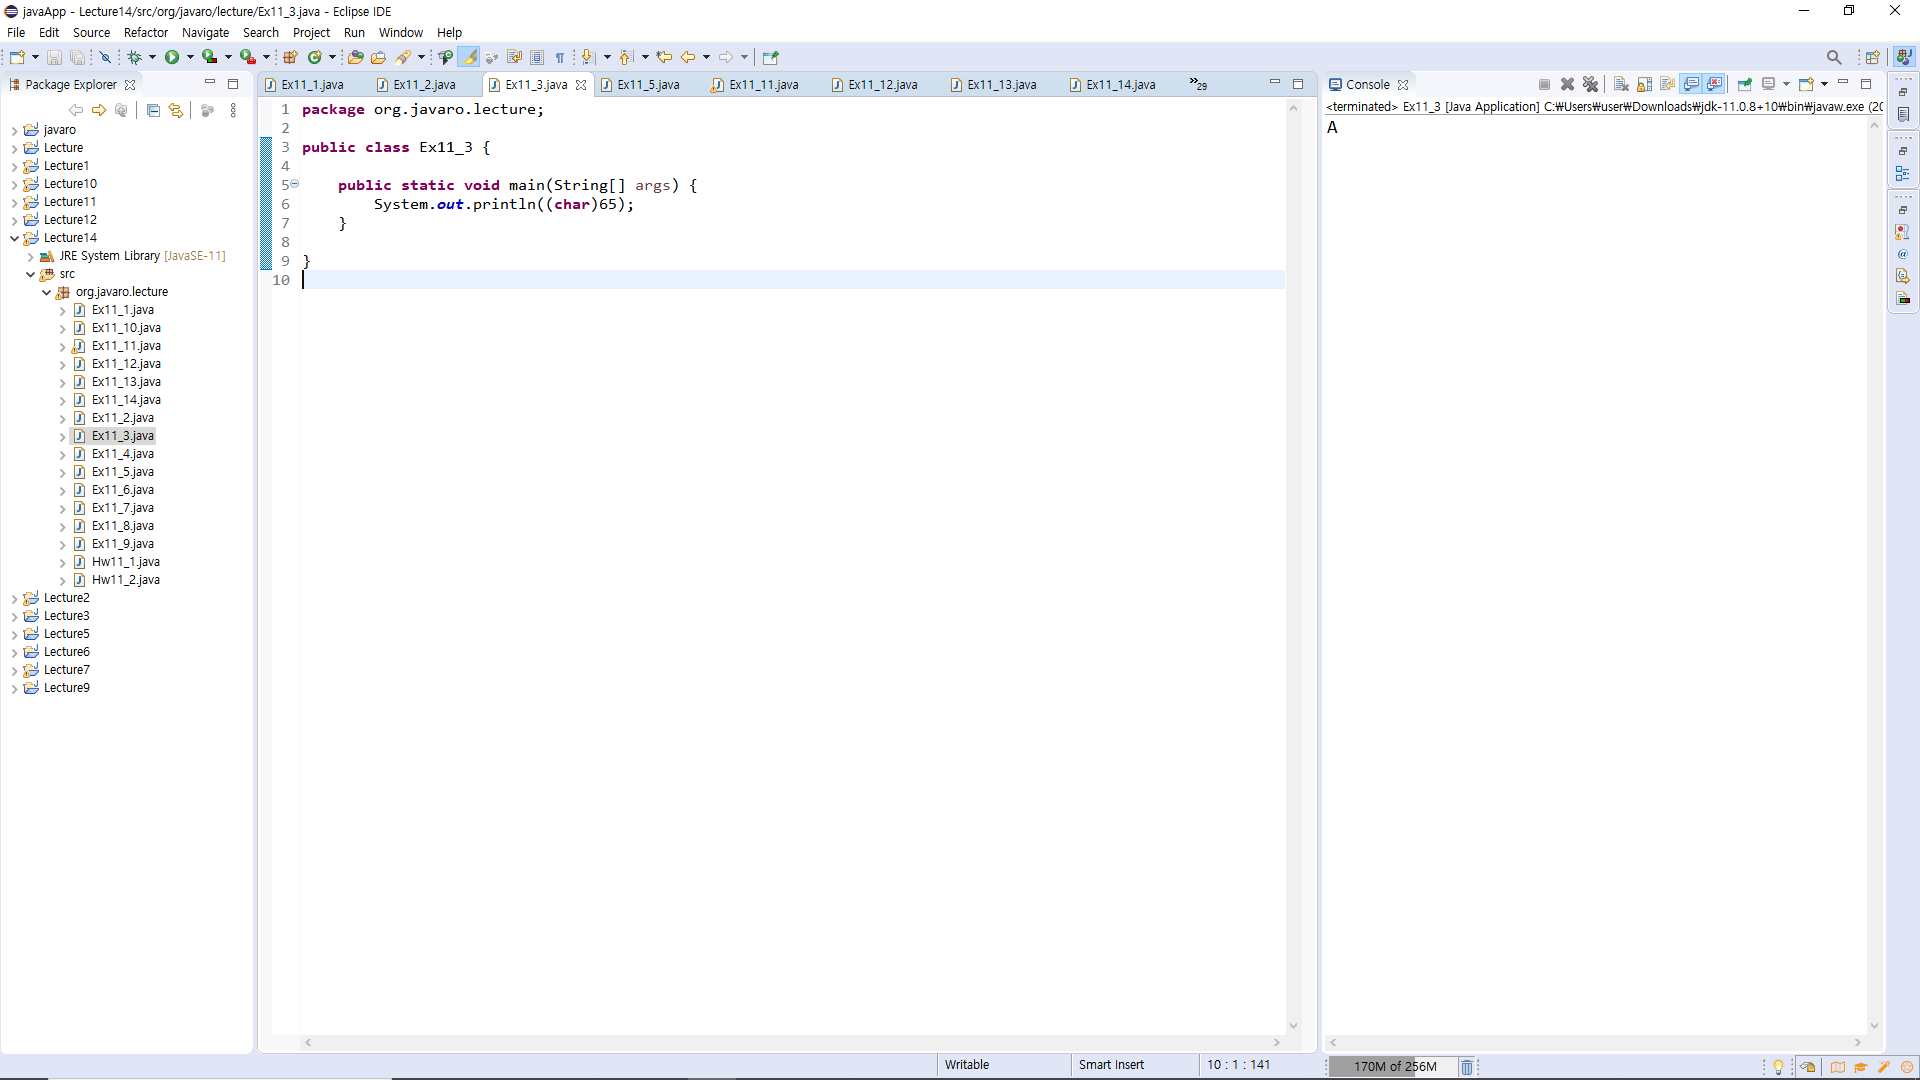 javaApp - Lecture14/src/org/javaro/lecture/Ex11_3.java - Eclipse IDE
File Edit Source Refactor Navigate Search Project Run Window Help
Package Explorer
javaro
Lecture
Lecture1
Lecture10
Lecture11
Lecture12
Lecture14
JRE System Library [JavaSE-11]
src
org.javaro.lecture
Ex11_1.java
Ex11_10.java
Ex11_11.java
Ex11_12.java
Ex11_13.java
Ex11_14.java
Ex11_2.java
Ex11_3.java
Ex11_4.java
Ex11_5.java
Ex11_6.java
Ex11_7.java
Ex11_8.java
Ex11_9.java
Hw11_1.java
Hw11_2.java
Lecture2
Lecture3
Lecture5
Lecture6
Lecture7
Lecture9
Ex11_1.java Ex11_2.java Ex11_3.java Ex11_5.java Ex11_11.java Ex11_12.java Ex11_13.java Ex11_14.java »29
1 package org.javaro.lecture;
2
3 public class Ex11_3 {
4
5 public static void main(String[] args) {
6 System.out.println((char)65);
7 }
8
9 }
10
Console
<terminated> Ex11_3 [Java Application] C:₩Users₩user₩Downloads₩jdk-11.0.8+10₩bin₩javaw.exe (20
A
Writable Smart Insert 10 : 1 : 141 170M of 256M